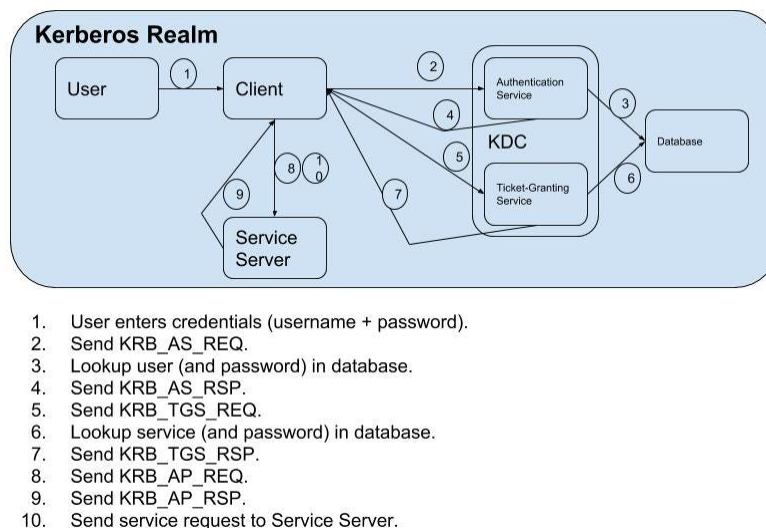 Kerberos Realm
User
1
Client
2
Authentication
Service
3
4
KDC
Database
5
Ticket-Granting
Service
6
7
8
1
0
9
Service
Server
1. User enters credentials (username + password).
2. Send KRB_AS_REQ.
3. Lookup user (and password) in database.
4. Send KRB_AS_RSP.
5. Send KRB_TGS_REQ.
6. Lookup service (and password) in database.
7. Send KRB_TGS_RSP.
8. Send KRB_AP_REQ.
9. Send KRB_AP_RSP.
10. Send service request to Service Server.